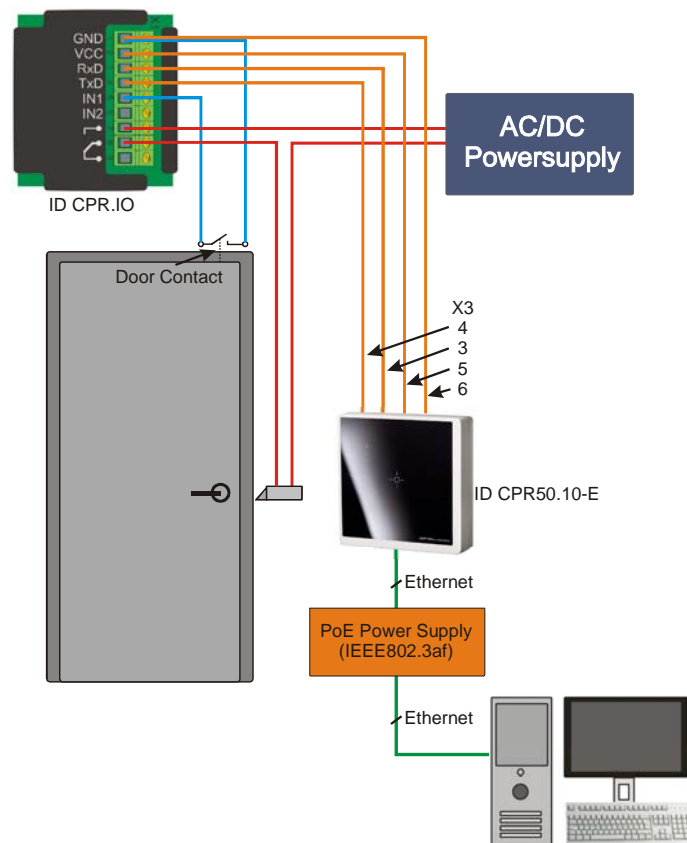 GND
VCC
RxD
TxD
IN1
IN2
X1
ID CPR.IO
AC/DC
Powersupply
Door Contact
X3
4
3
5
6
ID CPR50.10-E
Ethernet
PoE Power Supply
(IEEE802.3af)
Ethernet